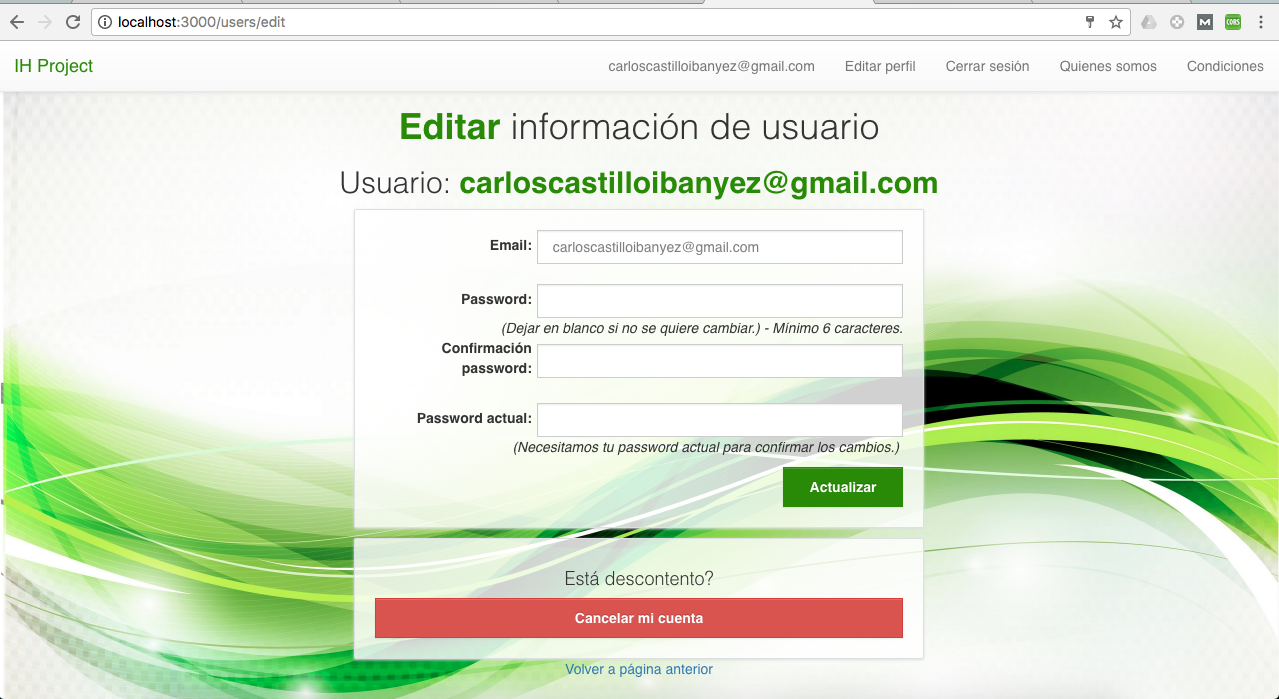 localhost:3000/users/edit
IH Project carloscastilloibanyez@gmail.com Editar perfil Cerrar sesión Quienes somos Condiciones
Editar información de usuario
Usuario: carloscastilloibanyez@gmail.com
Email: carloscastilloibanyez@gmail.com
Password:
(Dejar en blanco si no se quiere cambiar.) - Mínimo 6 caracteres.
Confirmación
password:
Password actual:
(Necesitamos tu password actual para confirmar los cambios.)
Actualizar
Está descontento?
Cancelar mi cuenta
Volver a página anterior